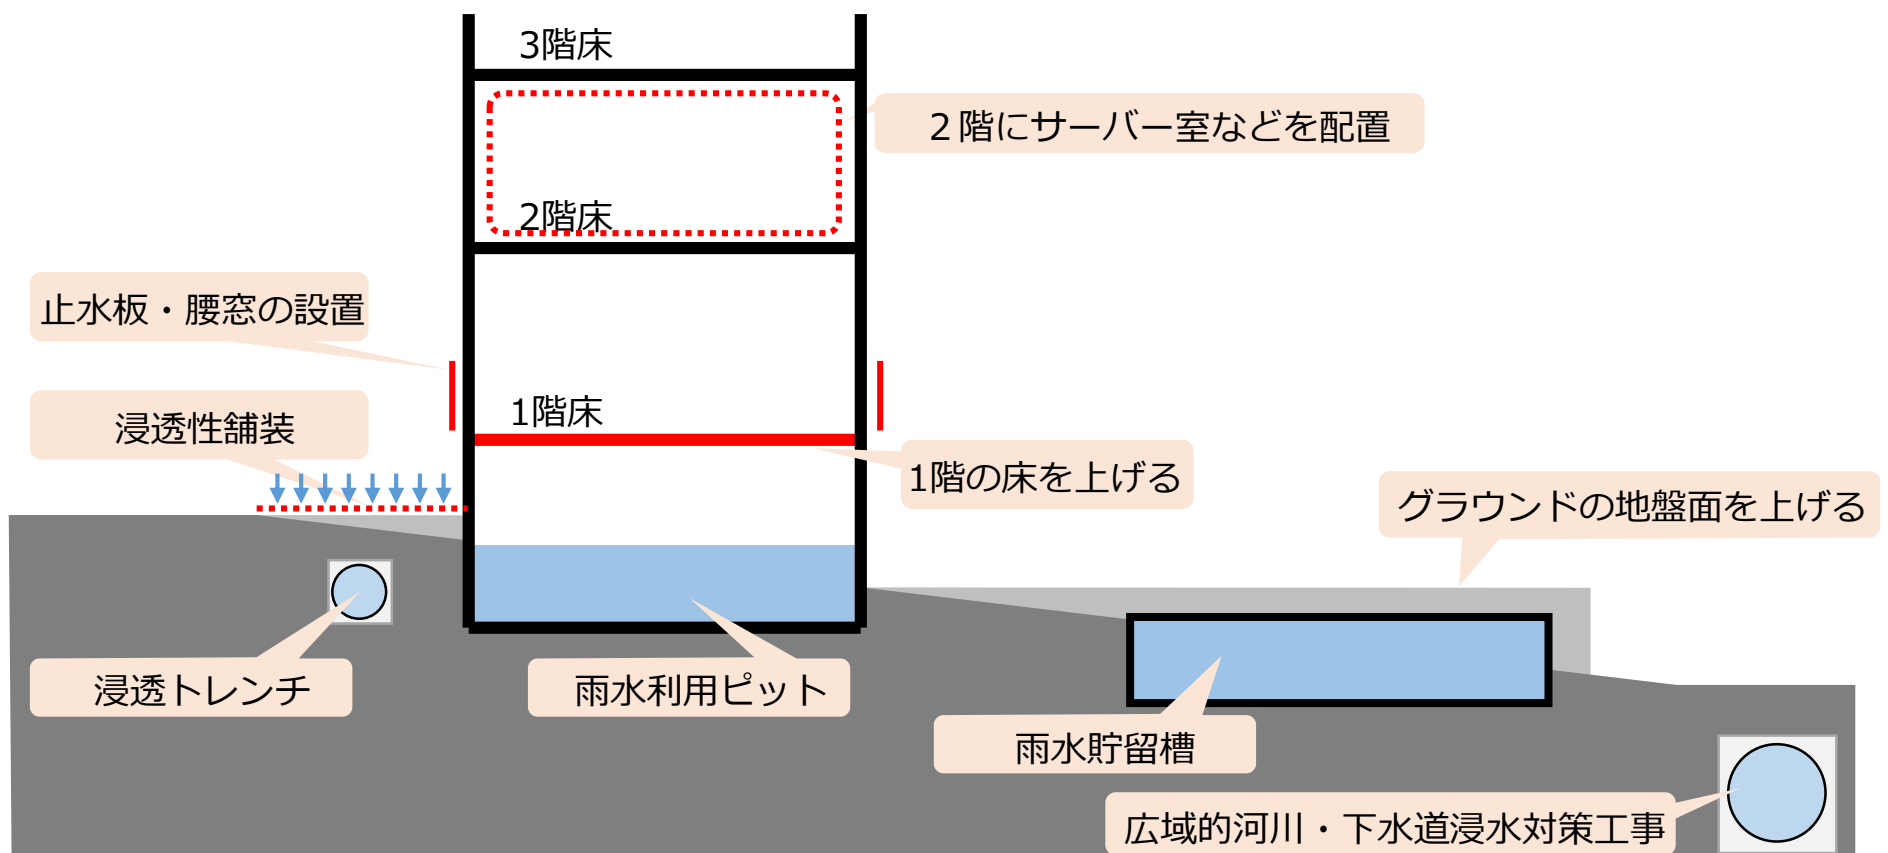 3階床
２階にサーバー室などを配置
2階床
止水板・腰窓の設置
1階床
浸透性舗装
1階の床を上げる
グラウンドの地盤面を上げる
浸透トレンチ
雨水利用ピット
雨水貯留槽
広域的河川・下水道浸水対策工事